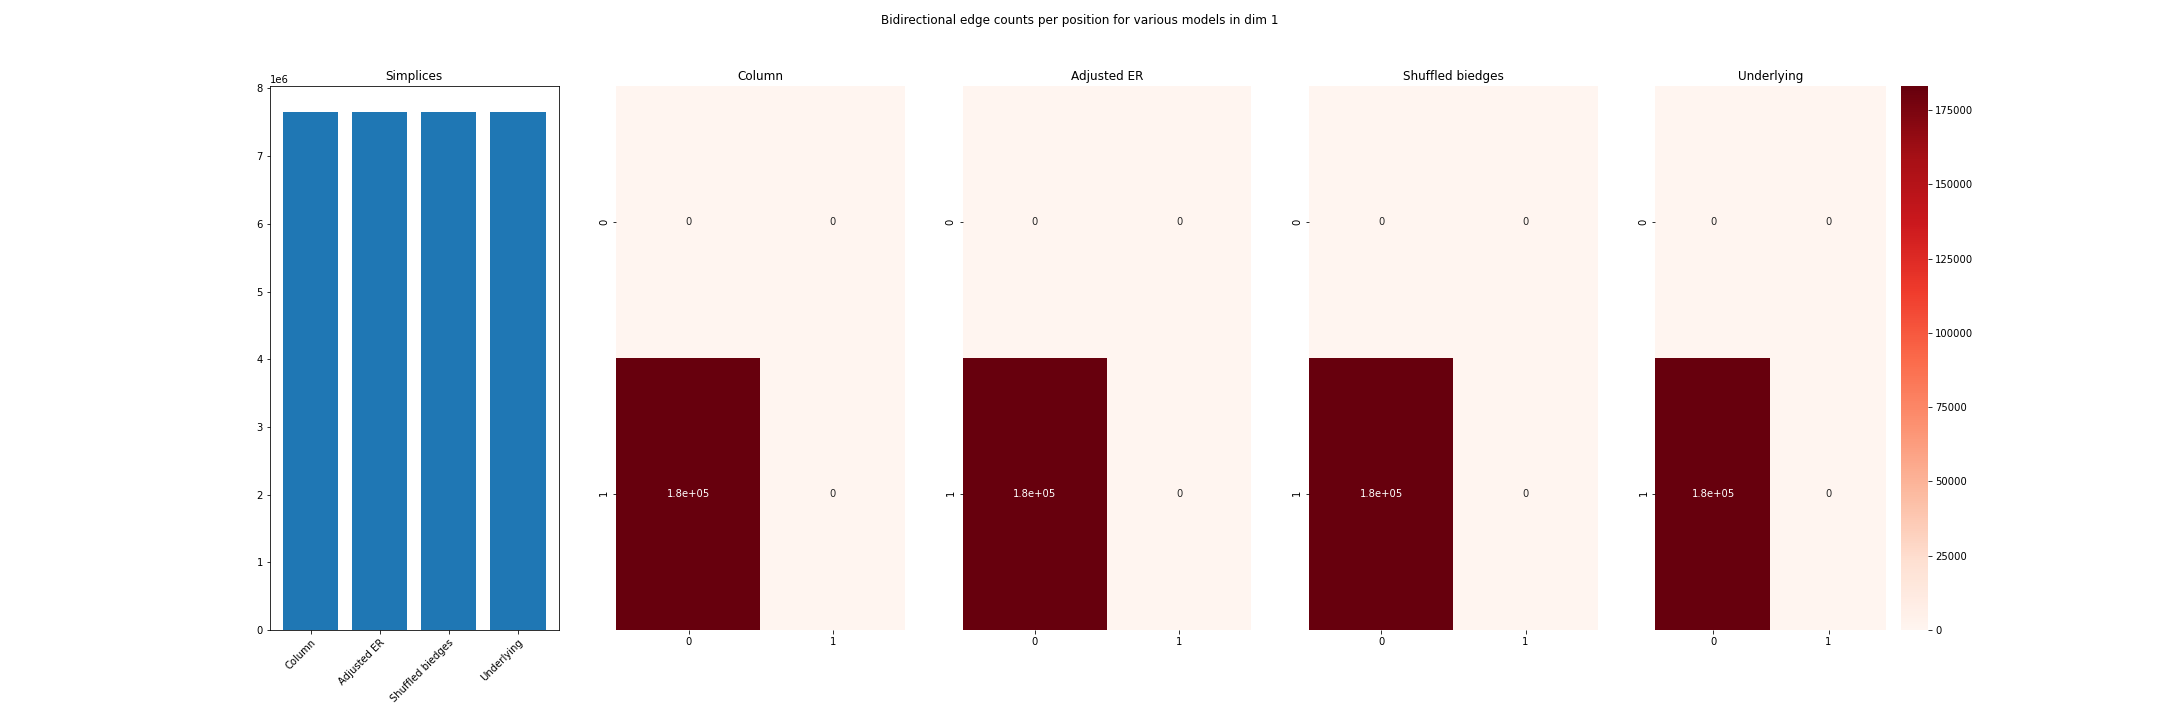 Bidirectional edge counts per position for various models in dim 1
Simplices
1e6
8
7
6
5
4
3
2
1
0
Column
Adjusted ER
Shuffled biedges
Underlying
Column
0
1
0 0
1.8e+05 0
0 1
Adjusted ER
0
1
0 0
1.8e+05 0
0 1
Shuffled biedges
0
1
0 0
1.8e+05 0
0 1
Underlying
0
1
0 0
1.8e+05 0
0 1
175000
150000
125000
100000
75000
50000
25000
0